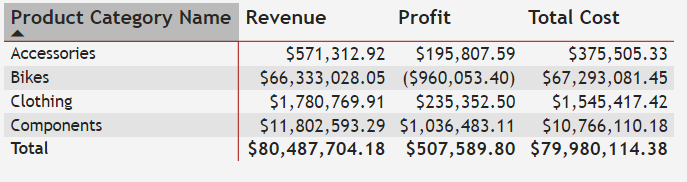 Product Category Name Revenue Profit Total Cost
Accessories $571,312.92 $195,807.59 $375,505.33
Bikes $66,333,028.05 ($960,053.40) $67,293,081.45
Clothing $1,780,769.91 $235,352.50 $1,545,417.42
Components $11,802,593.29 $1,036,483.11 $10,766,110.18
Total $80,487,704.18 $507,589.80 $79,980,114.38